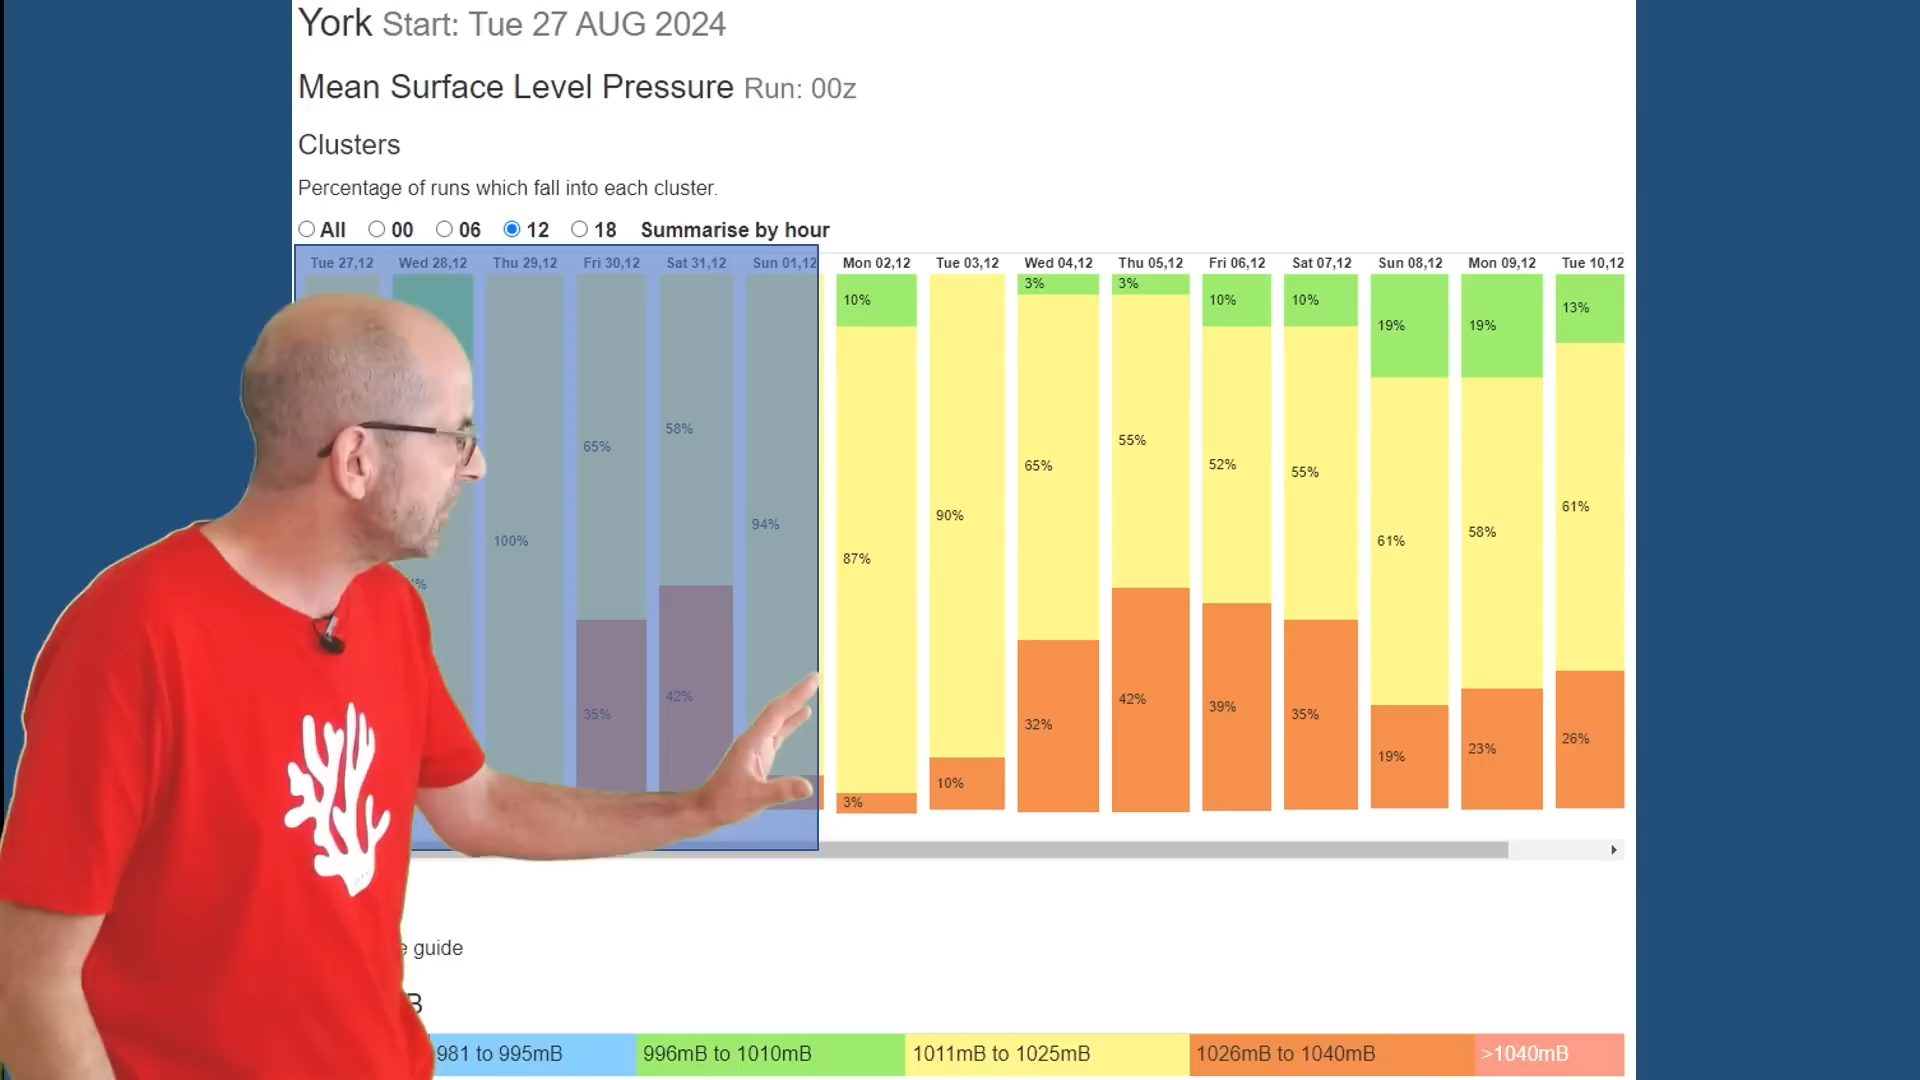 York Start: Tue 27 AUG 2024
Mean Surface Level Pressure Run: 00z
Clusters
Percentage of runs which fall into each cluster.
All 00 06 12 18 Summarise by hour
Tue 27,12 Wed 28,12 Thu 29,12 Fri 30,12 Sat 31,12 Sun 01,12 Mon 02,12 Tue 03,12 Wed 04,12 Thu 05,12 Fri 06,12 Sat 07,12 Sun 08,12 Mon 09,12 Tue 10,12
10% 3% 3% 10% 10% 19% 19% 13%
100% 65% 58% 94% 87% 90% 65% 55% 52% 55% 61% 58% 61%
35% 42% 3% 10% 32% 42% 39% 35% 19% 23% 26%
guide
981 to 995mB 996mB to 1010mB 1011mB to 1025mB 1026mB to 1040mB >1040mB